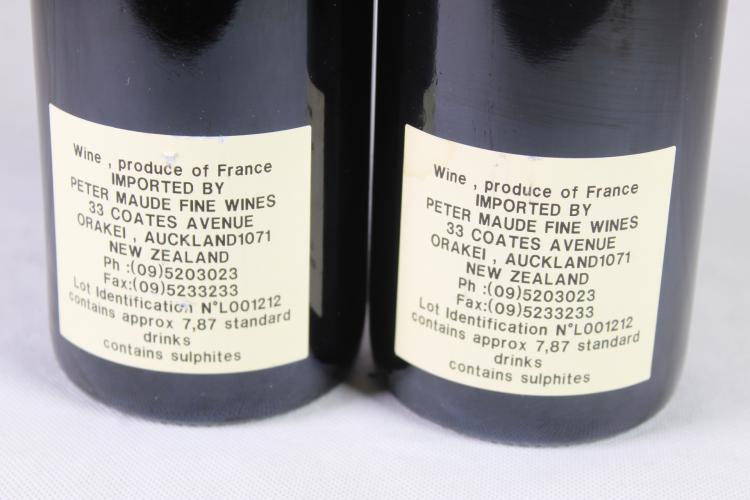 Wine , produce of France
IMPORTED BY
PETER MAUDE FINE WINES
33 COATES AVENUE
ORAKEI , AUCKLAND1071
NEW ZEALAND
Ph :(09)5203023
Fax:(09)5233233
Lot Identification N°L001212
contains approx 7,87 standard
drinks
contains sulphites
Wine , produce of France
IMPORTED BY
PETER MAUDE FINE WINES
33 COATES AVENUE
ORAKEI , AUCKLAND1071
NEW ZEALAND
Ph :(09)5203023
Fax:(09)5233233
Lot Identification N°L001212
contains approx 7,87 standard
drinks
contains sulphites